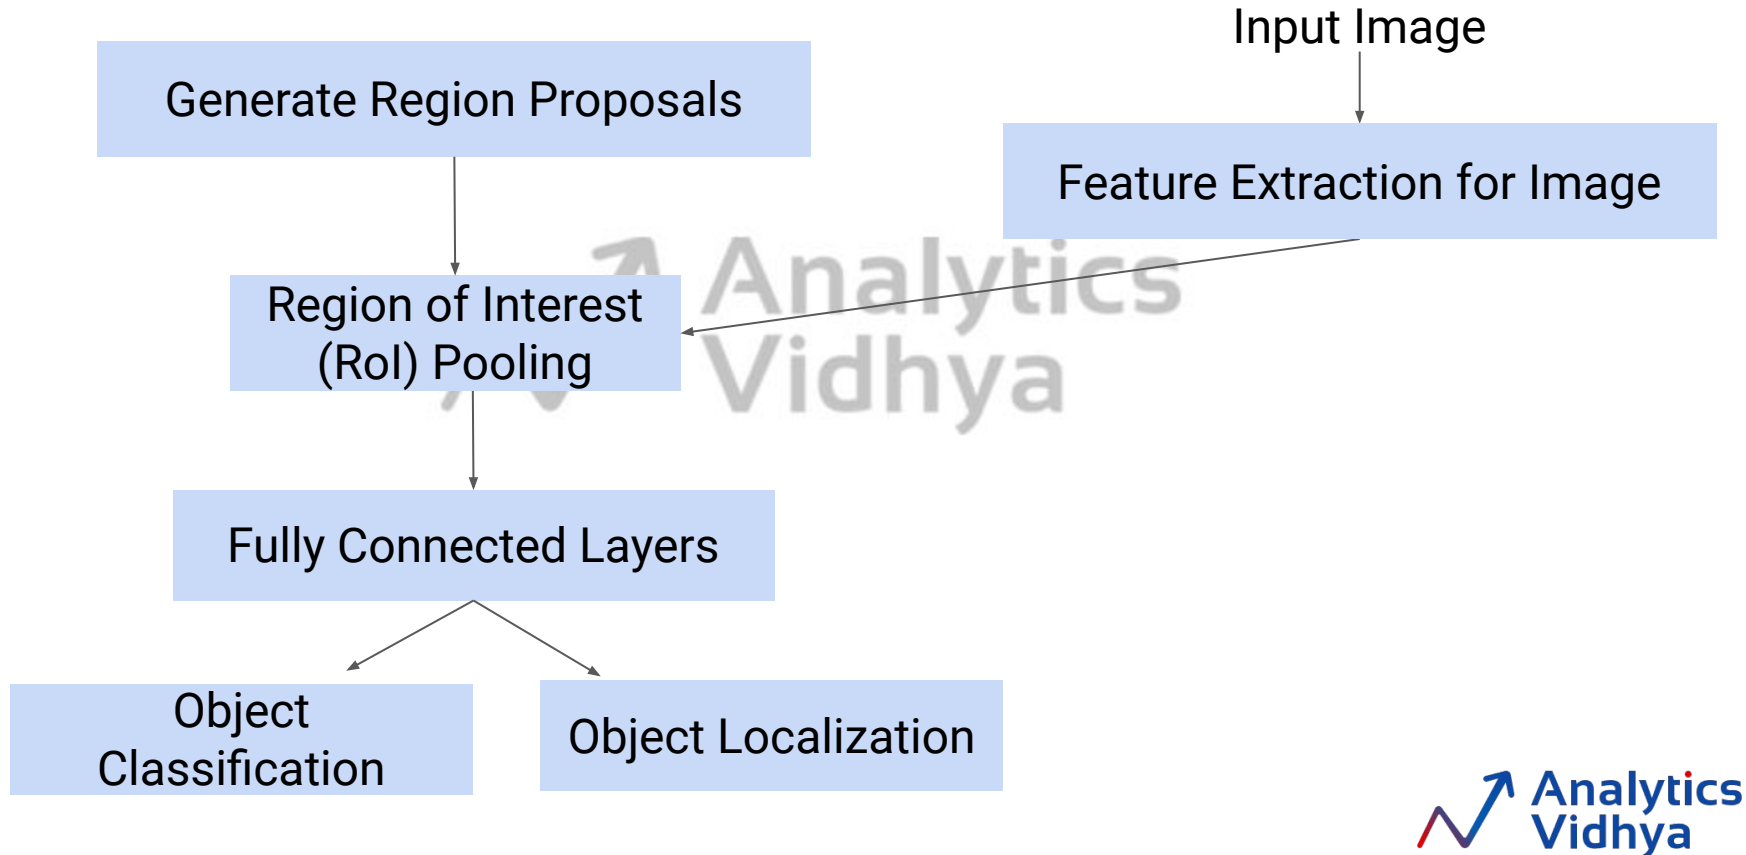 Input Image
Generate Region Proposals
Feature Extraction for Image
Analytics
Vidhya
Region of Interest
(RoI) Pooling
Fully Connected Layers
Object
Classification
Object Localization
Analytics
Vidhya